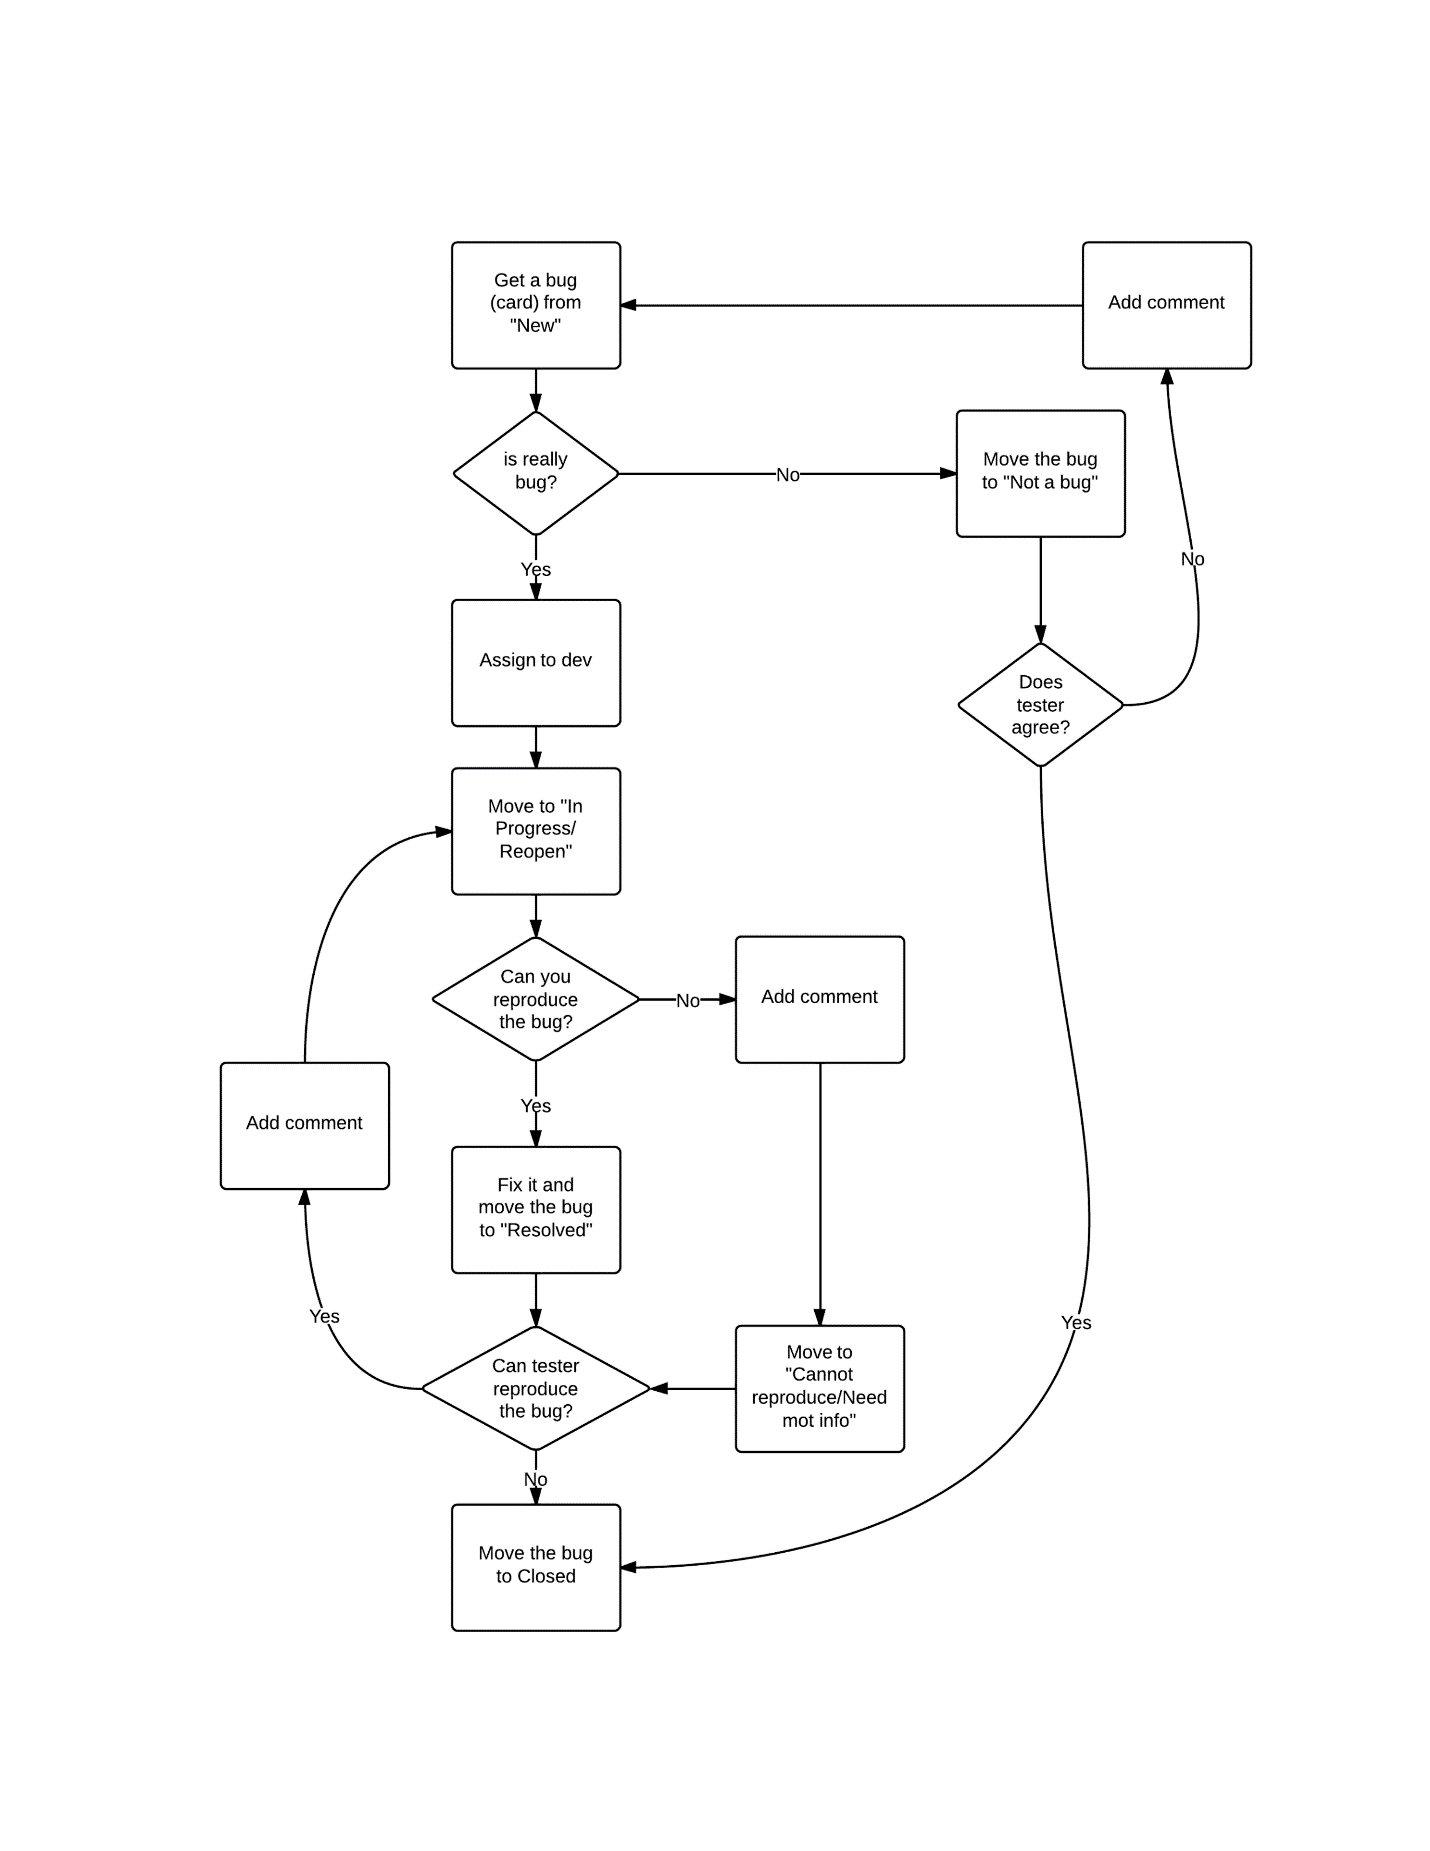 Get a bug
(card) from
"New"
Add comment
is really
bug?
No
Move the bug
to "Not a bug"
No
Yes
Assign to dev
Does
tester
agree?
Move to "In
Progress/
Reopen"
Can you
reproduce
the bug?
No
Add comment
Yes
Add comment
Fix it and
move the bug
to "Resolved"
Yes
Yes
Can tester
reproduce
the bug?
Move to
"Cannot
reproduce/Need
mot info"
No
Move the bug
to Closed